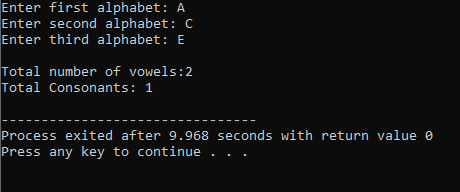 Enter first alphabet: A
Enter second alphabet: C
Enter third alphabet: E
Total number of vowels:2
Total Consonants: 1
--------------------------------
Process exited after 9.968 seconds with return value 0
Press any key to continue . . .